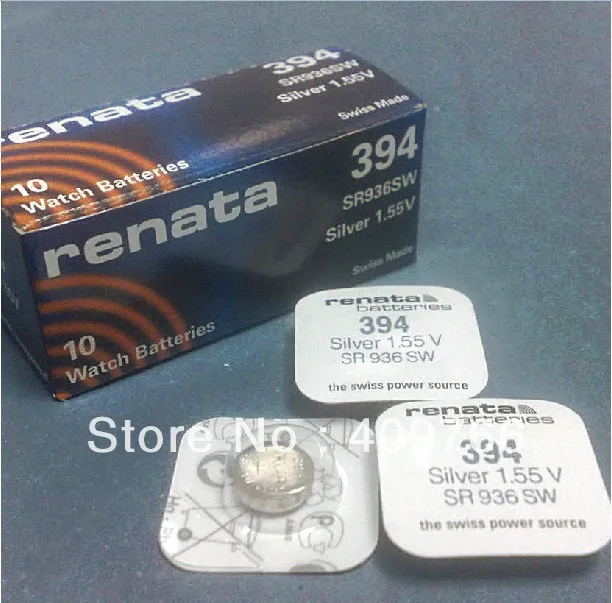 394
SR936SW
Silver 1.55V
renata
Swiss Made
10
Watch Batteries
394
SR936SW
Silver 1.55V
renata
Swiss Made
10
Watch Batteries
renata
batteries
394
Silver 1.55 V
SR 936 SW
the swiss power source
renata
batteries
394
Silver 1.55 V
SR 936 SW
the swiss power source
Store No :